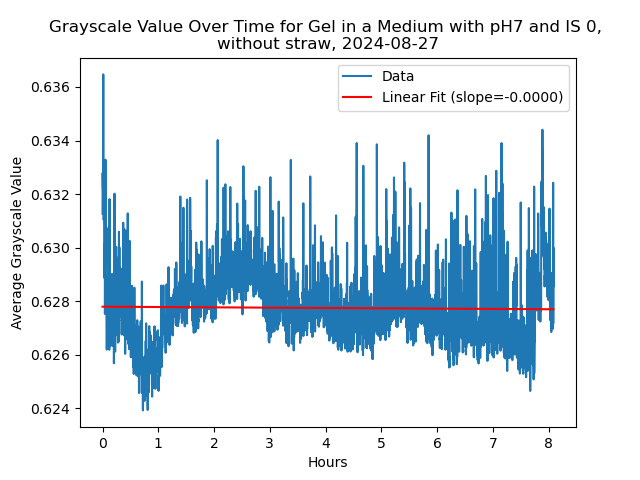 Grayscale Value Over Time for Gel in a Medium with pH7 and IS 0,
without straw, 2024-08-27
Data
Linear Fit (slope=-0.0000)
Average Grayscale Value
0.636
0.634
0.632
0.630
0.628
0.626
0.624
0 1 2 3 4 5 6 7 8
Hours